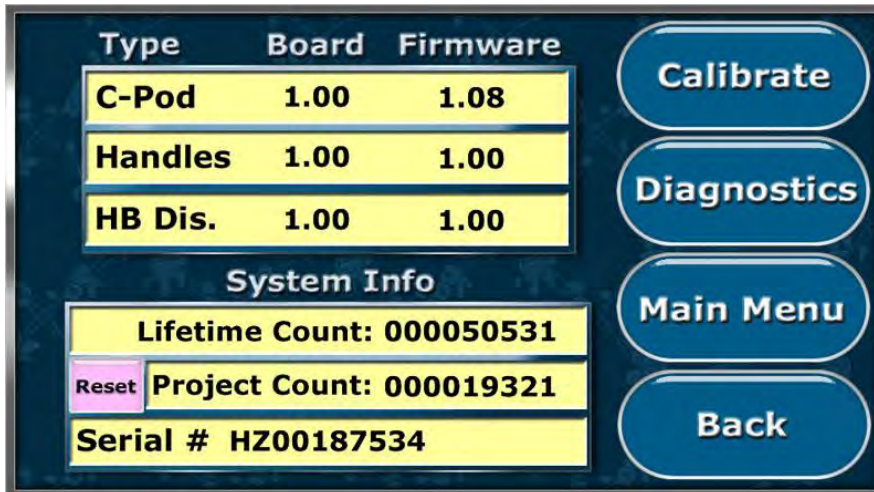 Type Board Firmware
C-Pod 1.00 1.08
Handles 1.00 1.00
HB Dis. 1.00 1.00
System Info
Lifetime Count: 000050531
Reset Project Count: 000019321
Serial # HZ00187534
Calibrate
Diagnostics
Main Menu
Back